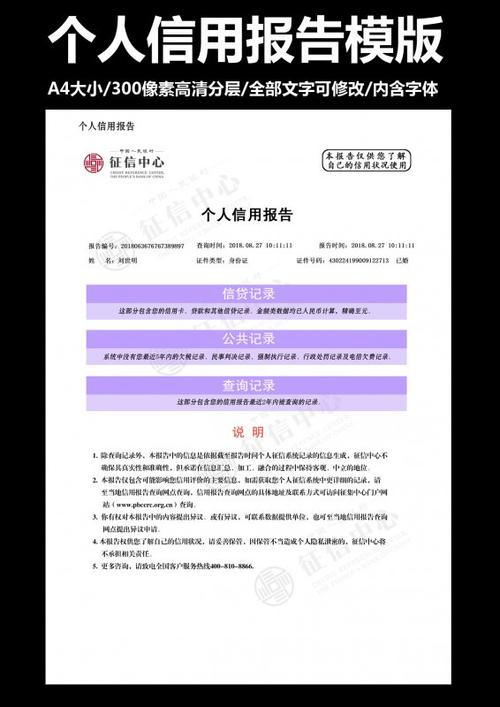 个人信用报告模版
A4大小/300像素高清分层/全部文字可修改/内含字体
个人信用报告
中国人民银行
征信中心
CREDIT REFERENCE CENTER,
THE PEOPLE'S BANK OF CHINA
本报告仅供您了解
自己的信用状况使用
个人信用报告
报告编号:2018063676767389897 查询时间:2018.08.27 10:11:11 报告时间:2018.08.27 10:11:11
姓 名:刘世明 证件类型:身份证 证件号码:430224199009122713 已婚
信贷记录
这部分包含您的信用卡、贷款和其他信贷记录。金额类数据均已人民币计算,精确至元。
公共记录
系统中没有您最近5年内的欠税记录、民事判决记录、强制执行记录、行政处罚记录及电信欠费记录。
查询记录
这部分包含您的信用报告最近2年内被查询的记录。
说 明
1. 除查询记录外,本报告中的信息是依据截至报告时间个人征信系统记录的信息生成,征信中心不
确保其真实性和准确性,但承诺在信息汇总、加工、融合的过程中保持客观、中立的地位。
2. 本报告仅包含可能影响您信用评价的主要信息,如需获取您个人征信系统中更详细的记录,请
至当地信用报告查询网点查询,信用报告查询网点的具体地址及联系方式可访问征集中心门户网
站(www.pbccrc.org.cn)查询。
3. 你有权对本报告中的内容提出异议。或有异议,可联系数据提供单位,也可至当地信用报告查询
网点提出异议申请。
4. 本报告仅供您了解自己的信用状况,请妥善保管,因保管不当造成个人隐私泄密的,征信中心将
不承担相关责任。
5. 更多咨询,请致电全国客户服务热线400-810-8866。